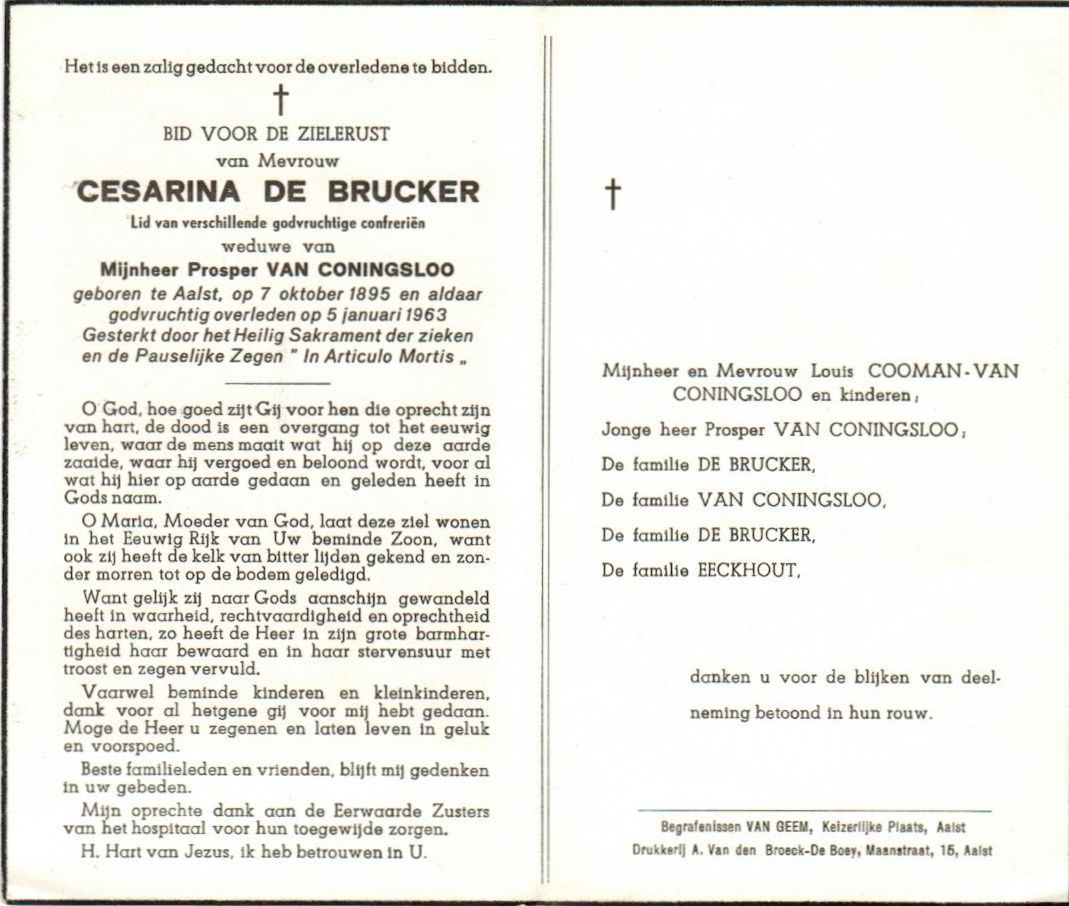 Het is een zalig gedacht voor de overledene te bidden.
†
BID VOOR DE ZIELERUST
van Mevrouw
CESARINA DE BRUCKER
Lid van verschillende godvruchtige confreriën
weduwe van
Mijnheer Prosper VAN CONINGSLOO
geboren te Aalst, op 7 oktober 1895 en aldaar
godvruchtig overleden op 5 januari 1963
Gesterkt door het Heilig Sakrament der zieken
en de Pauselijke Zegen " In Articulo Mortis „
O God, hoe goed zijt Gij voor hen die oprecht zijn
van hart, de dood is een overgang tot het eeuwig
leven, waar de mens maait wat hij op deze aarde
zaaide, waar hij vergoed en beloond wordt, voor al
wat hij hier op aarde gedaan en geleden heeft in
Gods naam.
O Maria, Moeder van God, laat deze ziel wonen
in het Eeuwig Rijk van Uw beminde Zoon, want
ook zij heeft de kelk van bitter lijden gekend en zon-
der morren tot op de bodem geledigd.
Want gelijk zij naar Gods aanschijn gewandeld
heeft in waarheid, rechtvaardigheid en oprechtheid
des harten, zo heeft de Heer in zijn grote barmhar-
tigheid haar bewaard en in haar stervensuur met
troost en zegen vervuld.
Vaarwel beminde kinderen en kleinkinderen,
dank voor al hetgene gij voor mij hebt gedaan.
Moge de Heer u zegenen en laten leven in geluk
en voorspoed.
Beste familieleden en vrienden, blijft mij gedenken
in uw gebeden.
Mijn oprechte dank aan de Eerwaarde Zusters
van het hospitaal voor hun toegewijde zorgen.
H. Hart van Jezus, ik heb betrouwen in U.
†
Mijnheer en Mevrouw Louis COOMAN-VAN
CONINGSLOO en kinderen;
Jonge heer Prosper VAN CONINGSLOO;
De familie DE BRUCKER,
De familie VAN CONINGSLOO,
De familie DE BRUCKER,
De familie EECKHOUT,
danken u voor de blijken van deel-
neming betoond in hun rouw.
Begrafenissen VAN GEEM, Keizerlijke Plaats, Aalst
Drukkerij A. Van den Broeck-De Boey, Maanstraat, 15, Aalst